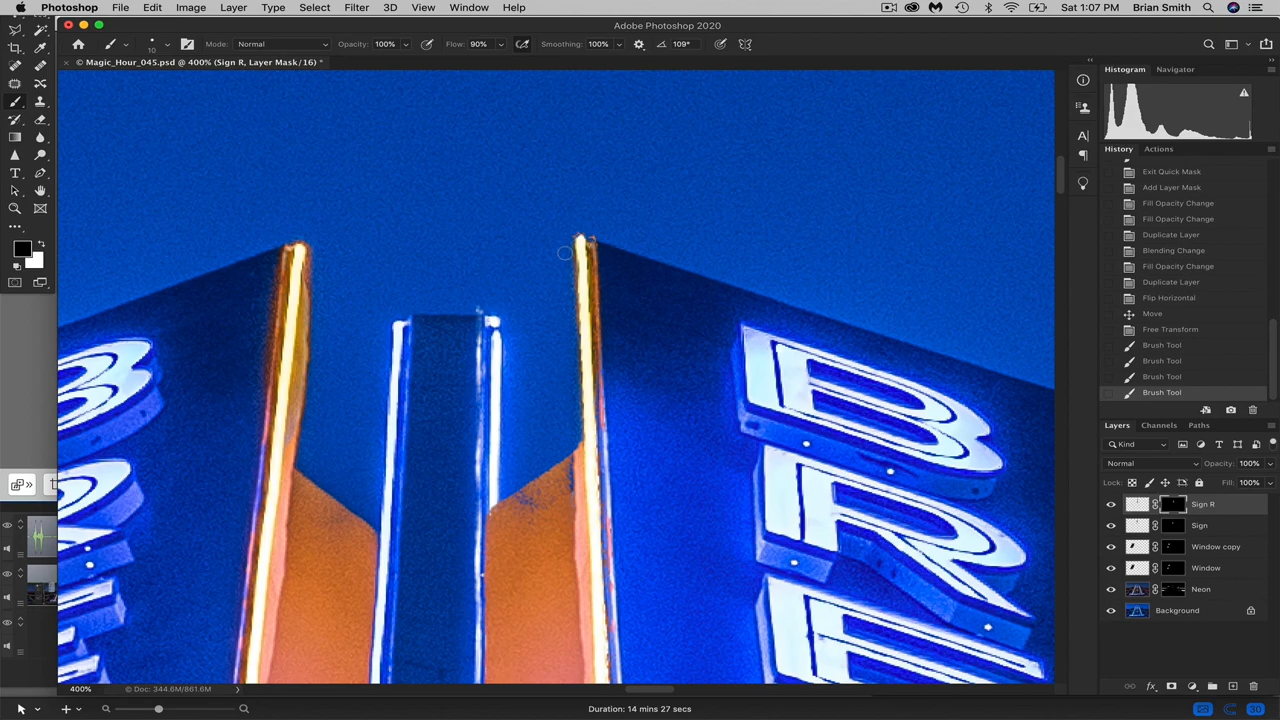 Photoshop File Edit Image Layer Type Select Filter 3D View Window Help
Sat 1:07 PM Brian Smith
Adobe Photoshop 2020
10 Mode: Normal Opacity: 100% Flow: 90% Smoothing: 100% 109°
× © Magic_Hour_045.psd @ 400% (Sign R, Layer Mask/16) *
Histogram Navigator
History Actions
Exit Quick Mask
Add Layer Mask
Fill Opacity Change
Fill Opacity Change
Duplicate Layer
Blending Change
Fill Opacity Change
Duplicate Layer
Flip Horizontal
Move
Free Transform
Brush Tool
Brush Tool
Brush Tool
Brush Tool
Layers Channels Paths
Kind
Normal Opacity: 100%
Lock: Fill: 100%
Sign R
Sign
Window copy
Window
Neon
Background
BRE
400% © Doc: 344.6M/861.6M
Duration: 14 mins 27 secs